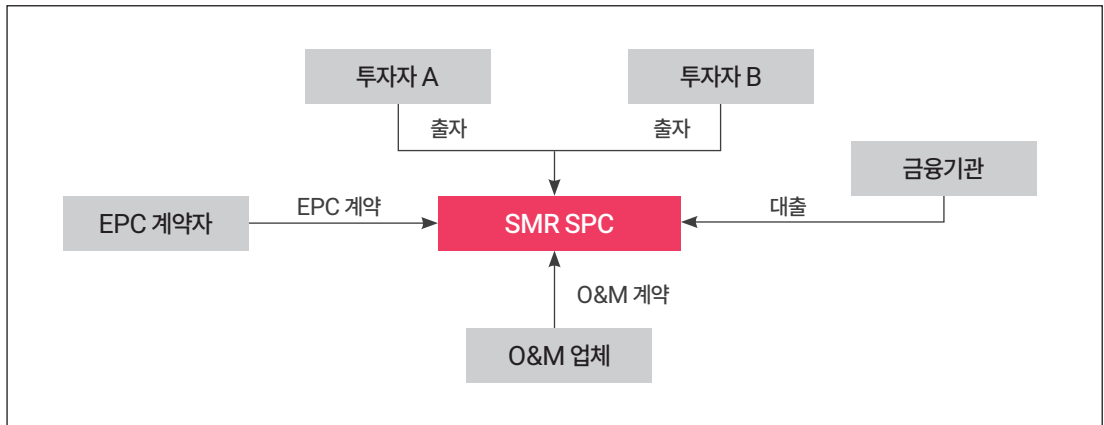 투자자 A
투자자 B
출자
출자
금융기관
EPC 계약자
EPC 계약
SMR SPC
대출
O&M 계약
O&M 업체